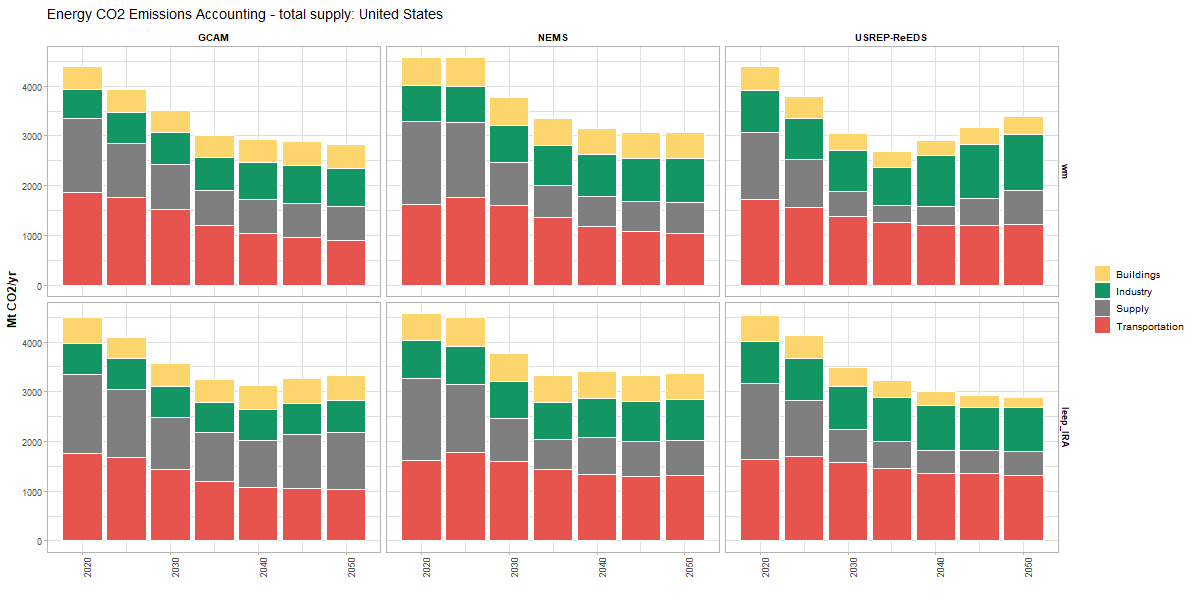 Energy CO2 Emissions Accounting - total supply: United States
GCAM
NEMS
USREP-ReEDS
Mt CO2/yr
4000
3000
2000
1000
0
wm
4000
3000
2000
1000
0
leep_IRA
2020
2030
2040
2050
2020
2030
2040
2050
2020
2030
2040
2050
Buildings
Industry
Supply
Transportation